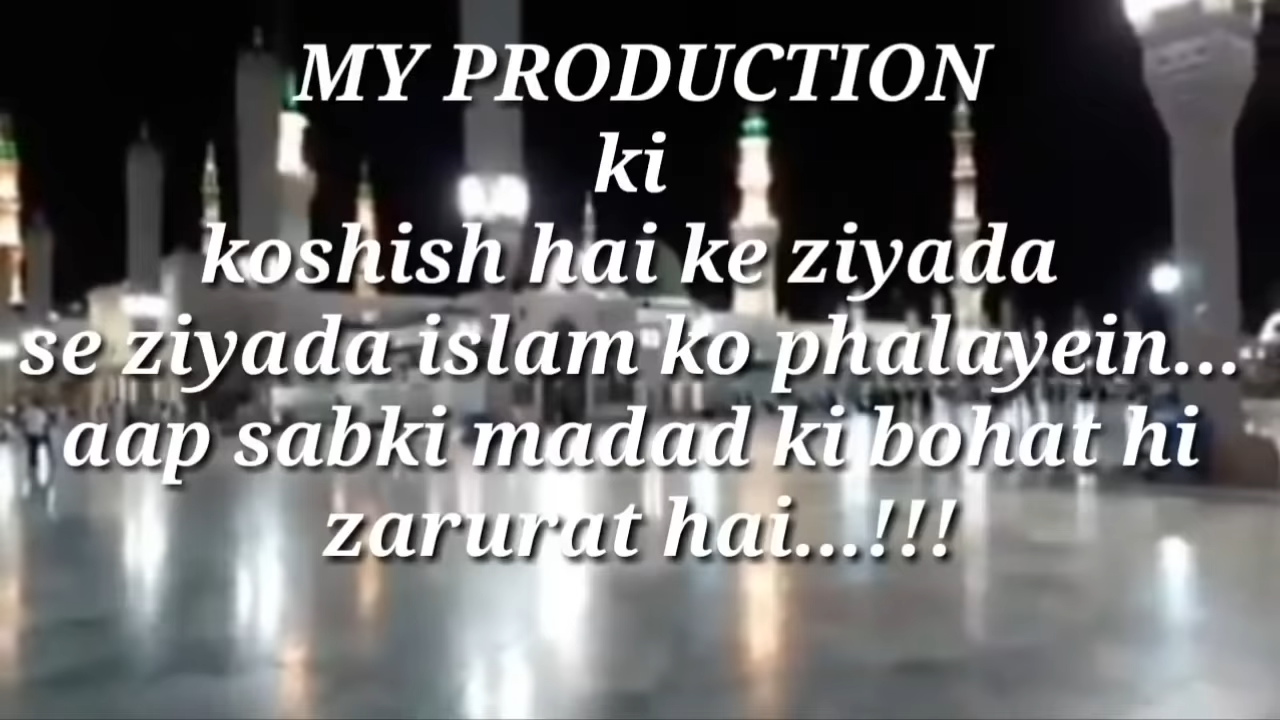 MY PRODUCTION
ki
koshish hai ke ziyada
se ziyada islam ko phalayein...
aap sabki madad ki bohat hi
zarurat hai...!!!